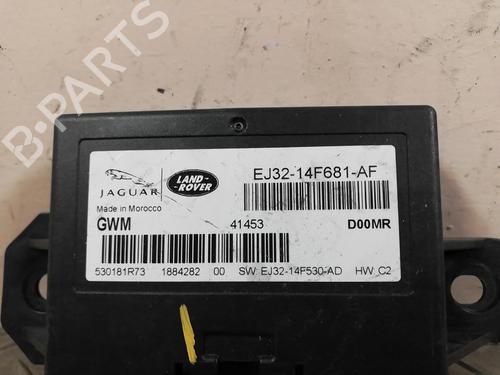 B-PARTS
JAGUAR
LAND-
ROVER
EJ32-14F681-AF
Made in Morocco
GWM 41453 D00MR
530181R73 1884282 00 SW EJ32-14F530-AD HW C2